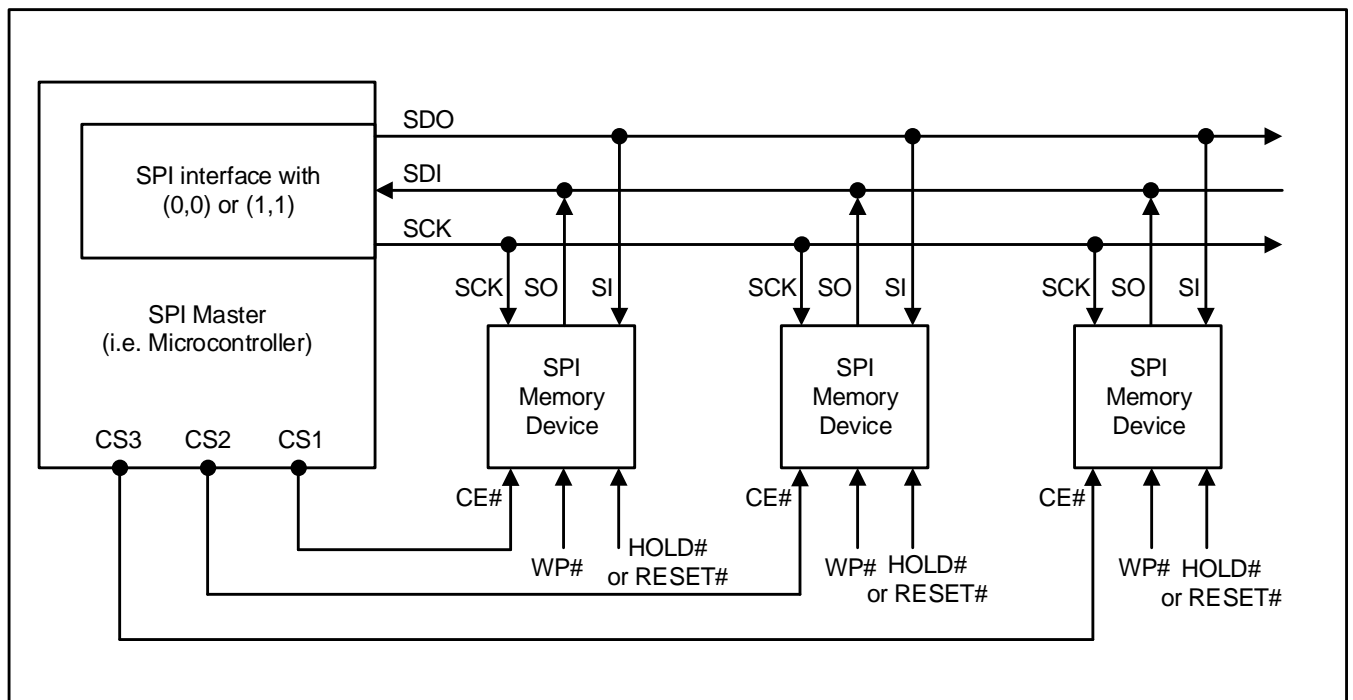 SDO
SPI interface with
(0,0) or (1,1)
SDI
SCK
SPI Master
(i.e. Microcontroller)
SCK SO SI
SCK SO SI
SCK SO SI
SPI
Memory
Device
SPI
Memory
Device
SPI
Memory
Device
CS3 CS2 CS1
CE#
WP#
HOLD#
or RESET#
CE#
WP#
HOLD#
or RESET#
CE#
WP#
HOLD#
or RESET#